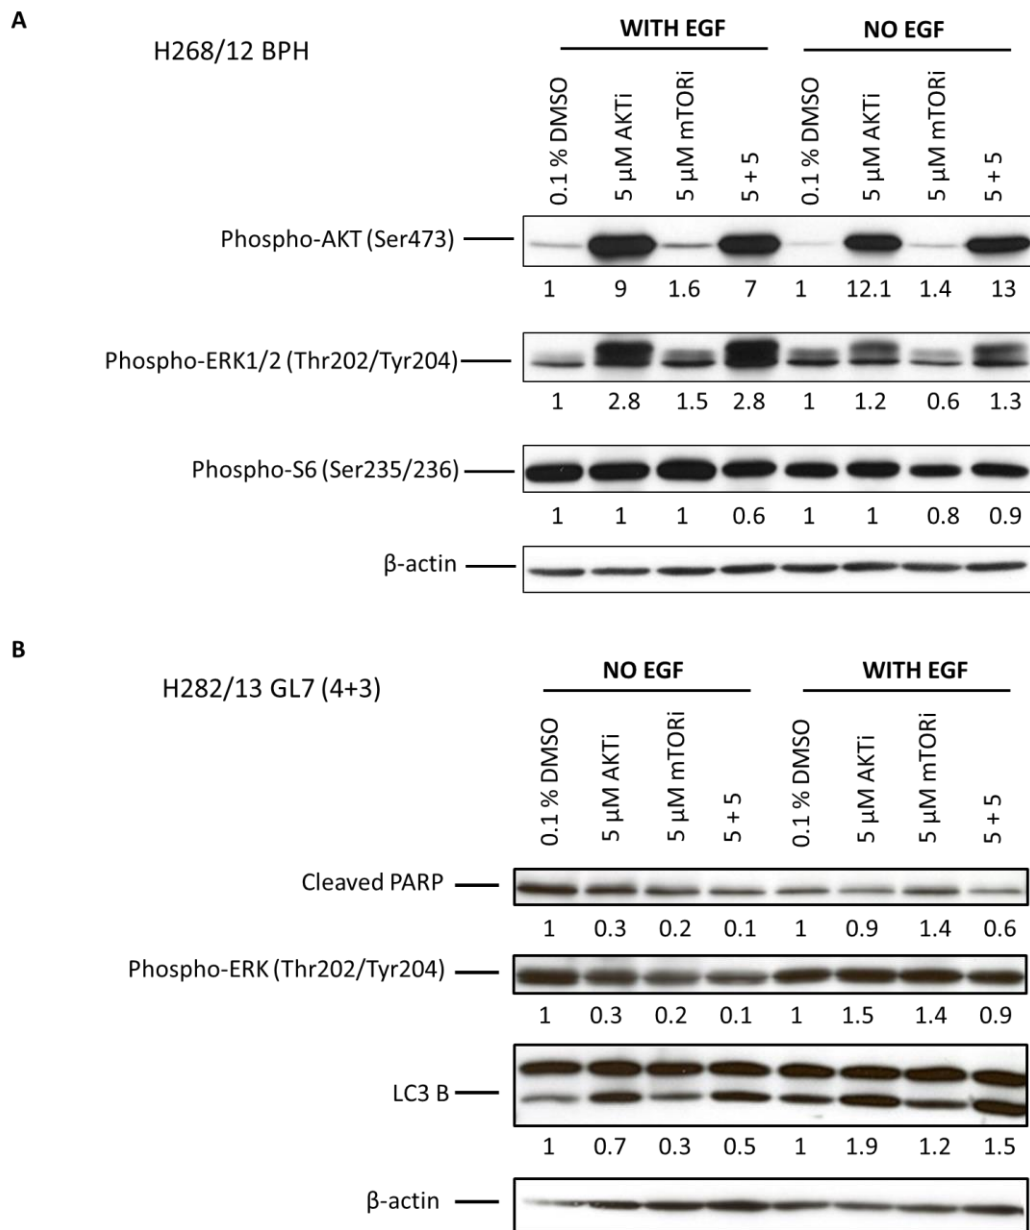 A
H268/12 BPH
WITH EGF
NO EGF
0.1 % DMSO
5 µM AKTi
5 µM mTORi
5 + 5
0.1 % DMSO
5 µM AKTi
5 µM mTORi
5 + 5
Phospho-AKT (Ser473)
1 9 1.6 7 1 12.1 1.4 13
Phospho-ERK1/2 (Thr202/Tyr204)
1 2.8 1.5 2.8 1 1.2 0.6 1.3
Phospho-S6 (Ser235/236)
1 1 1 0.6 1 1 0.8 0.9
β-actin
B
H282/13 GL7 (4+3)
NO EGF
WITH EGF
0.1 % DMSO
5 µM AKTi
5 µM mTORi
5 + 5
0.1 % DMSO
5 µM AKTi
5 µM mTORi
5 + 5
Cleaved PARP
1 0.3 0.2 0.1 1 0.9 1.4 0.6
Phospho-ERK (Thr202/Tyr204)
1 0.3 0.2 0.1 1 1.5 1.4 0.9
LC3 B
1 0.7 0.3 0.5 1 1.9 1.2 1.5
β-actin